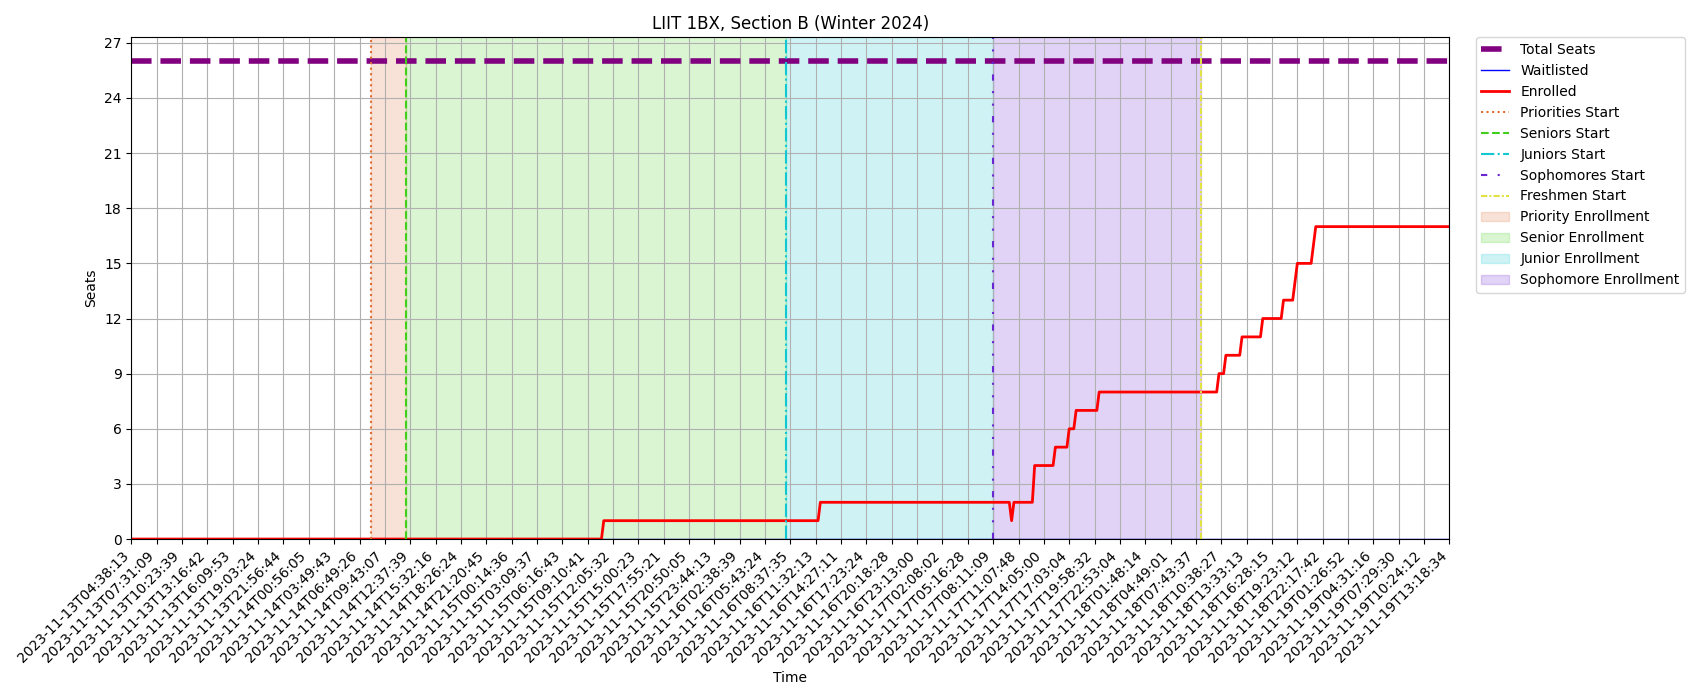 LIIT 1BX, Section B (Winter 2024)
27
24
21
18
15
12
9
6
3
0
Seats
2023-11-13T04:38:13
2023-11-13T07:31:09
2023-11-13T10:23:39
2023-11-13T13:16:42
2023-11-13T16:09:53
2023-11-13T19:03:24
2023-11-13T21:56:44
2023-11-14T00:56:05
2023-11-14T03:49:43
2023-11-14T06:49:26
2023-11-14T09:43:07
2023-11-14T12:37:39
2023-11-14T15:32:16
2023-11-14T18:26:24
2023-11-14T21:20:45
2023-11-15T00:14:36
2023-11-15T03:09:37
2023-11-15T06:16:43
2023-11-15T09:10:41
2023-11-15T12:05:32
2023-11-15T15:00:23
2023-11-15T17:55:21
2023-11-15T20:50:05
2023-11-15T23:44:13
2023-11-16T02:38:39
2023-11-16T05:43:24
2023-11-16T08:37:35
2023-11-16T11:32:13
2023-11-16T14:27:11
2023-11-16T17:23:24
2023-11-16T20:18:28
2023-11-16T23:13:00
2023-11-17T02:08:02
2023-11-17T05:16:28
2023-11-17T08:11:09
2023-11-17T11:07:48
2023-11-17T14:05:00
2023-11-17T17:03:04
2023-11-17T19:58:32
2023-11-17T22:53:04
2023-11-18T01:48:14
2023-11-18T04:49:01
2023-11-18T07:43:37
2023-11-18T10:38:27
2023-11-18T13:33:13
2023-11-18T16:28:15
2023-11-18T19:23:12
2023-11-18T22:17:42
2023-11-19T01:26:52
2023-11-19T04:31:16
2023-11-19T07:29:30
2023-11-19T10:24:12
2023-11-19T13:18:34
Time
Total Seats
Waitlisted
Enrolled
Priorities Start
Seniors Start
Juniors Start
Sophomores Start
Freshmen Start
Priority Enrollment
Senior Enrollment
Junior Enrollment
Sophomore Enrollment